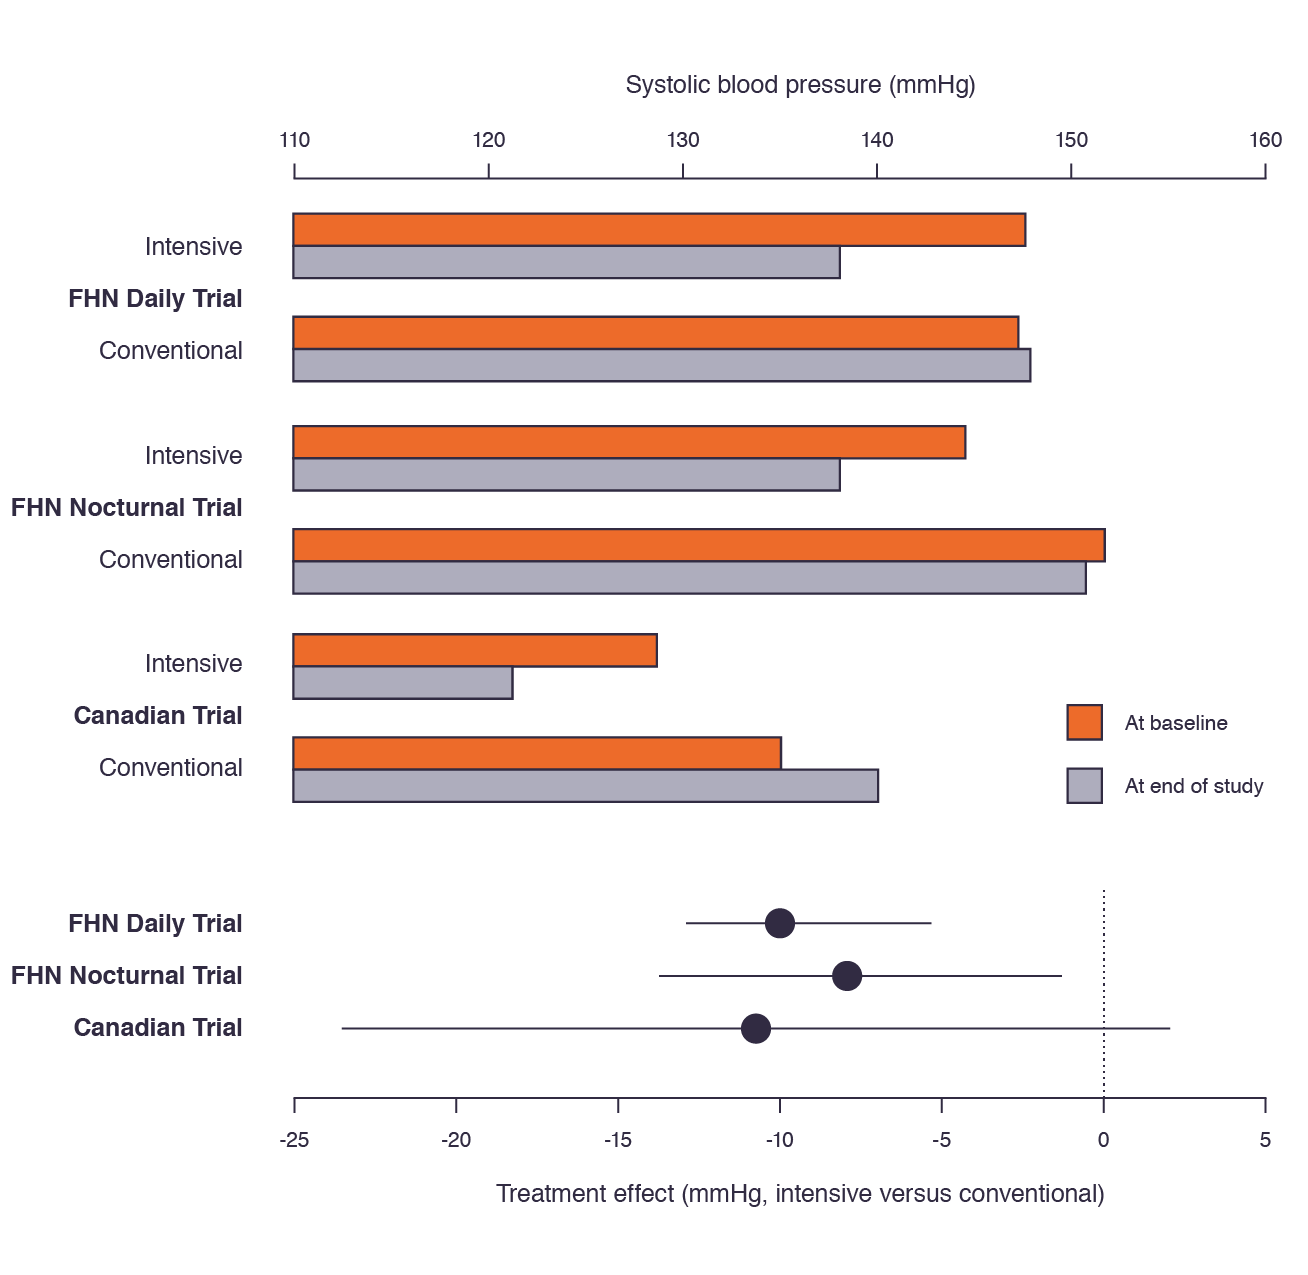 Systolic blood pressure (mmHg)
110 120 130 140 150 160
Intensive
FHN Daily Trial
Conventional
Intensive
FHN Nocturnal Trial
Conventional
Intensive
Canadian Trial
Conventional
At baseline
At end of study
FHN Daily Trial
FHN Nocturnal Trial
Canadian Trial
-25 -20 -15 -10 -5 0 5
Treatment effect (mmHg, intensive versus conventional)